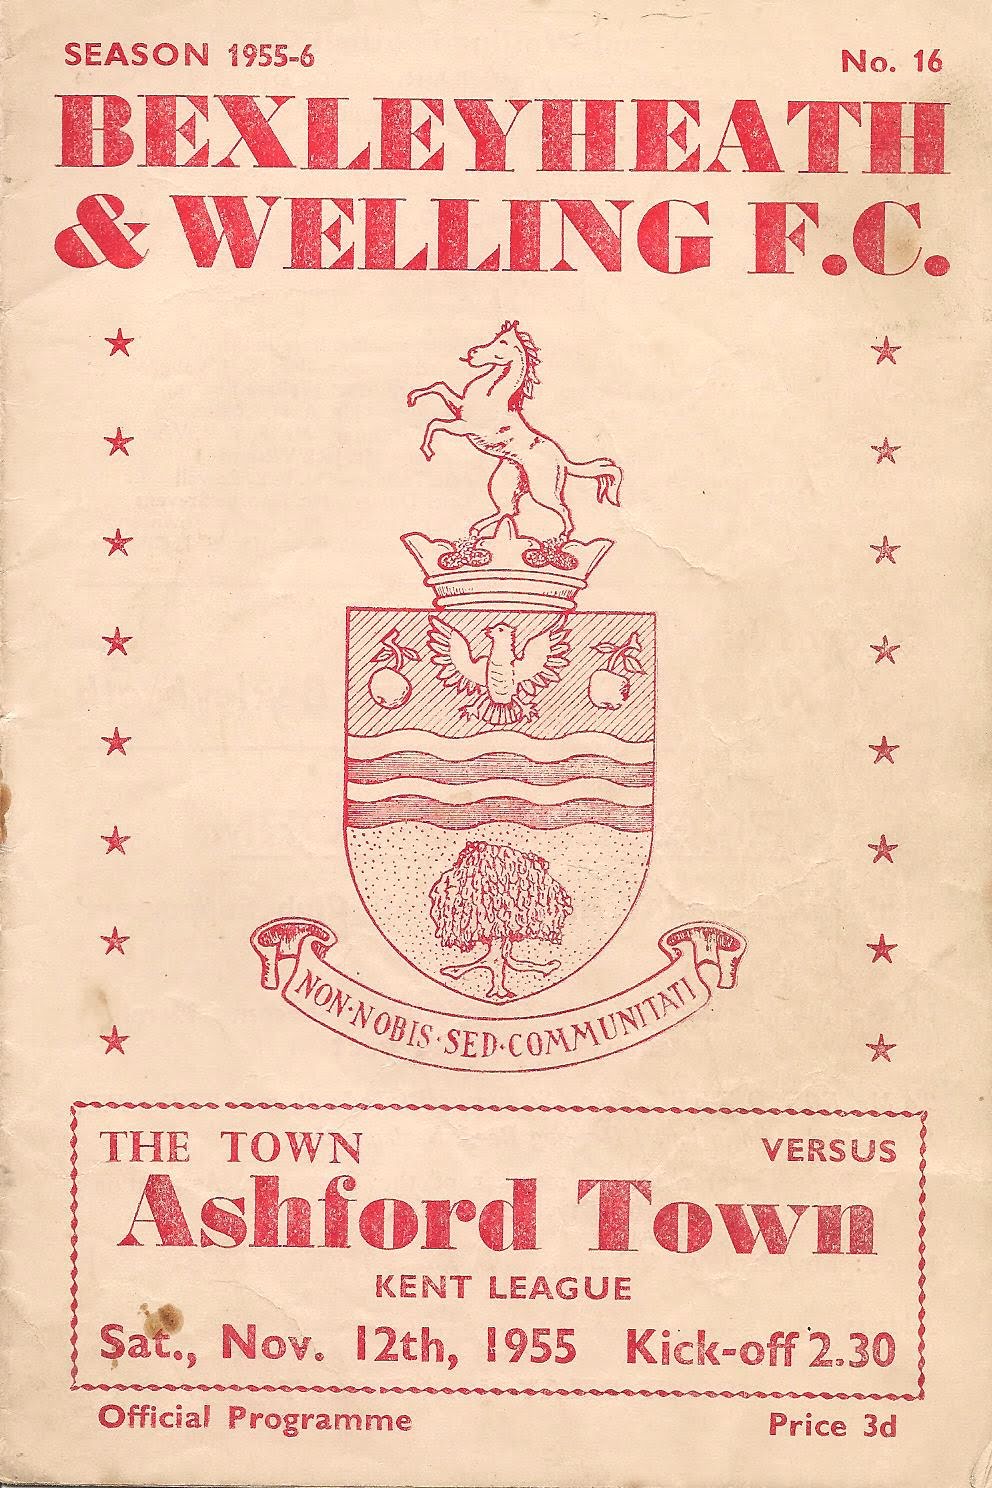 SEASON 1955-6 No. 16
BEXLEYHEATH
& WELLING F.C.
NON·NOBIS·SED·COMMUNITATI
THE TOWN VERSUS
Ashford Town
KENT LEAGUE
Sat., Nov. 12th, 1955 Kick-off 2.30
Official Programme Price 3d